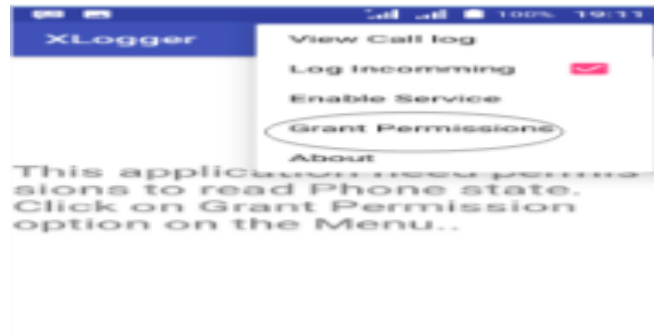 100% 19:11
XLogger
View Call log
Log Incomming
Enable Service
Grant Permissions
About
This application need permis
sions to read Phone state.
Click on Grant Permission
option on the Menu..